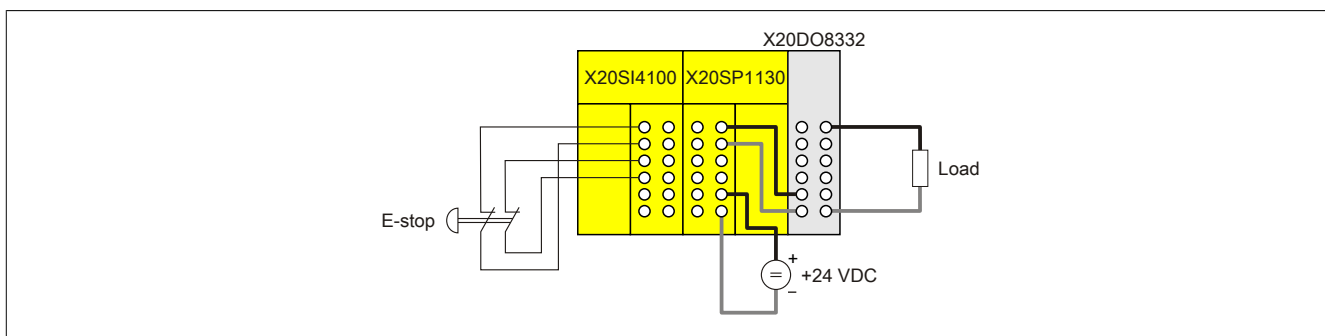 X20DO8332
X20SI4100 X20SP1130
Load
E-stop
+
=
+24 VDC
–